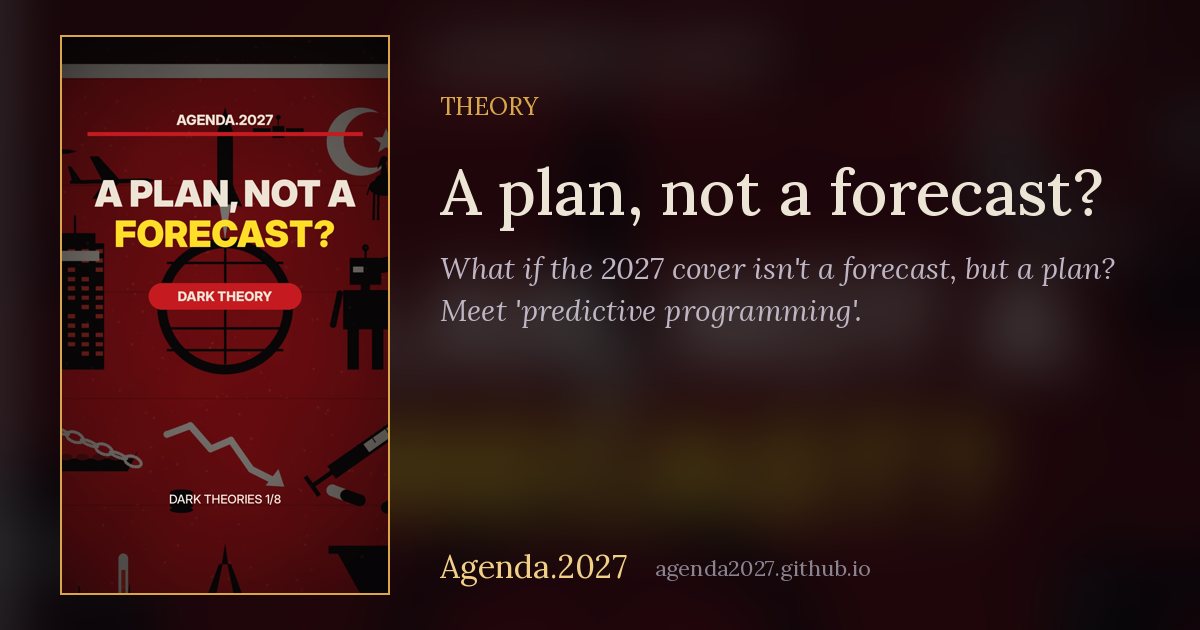 AGENDA.2027
A PLAN, NOT A
FORECAST?
DARK THEORY
DARK THEORIES 1/8
THEORY
A plan, not a forecast?
What if the 2027 cover isn't a forecast, but a plan?
Meet 'predictive programming'.
Agenda.2027
agenda2027.github.io